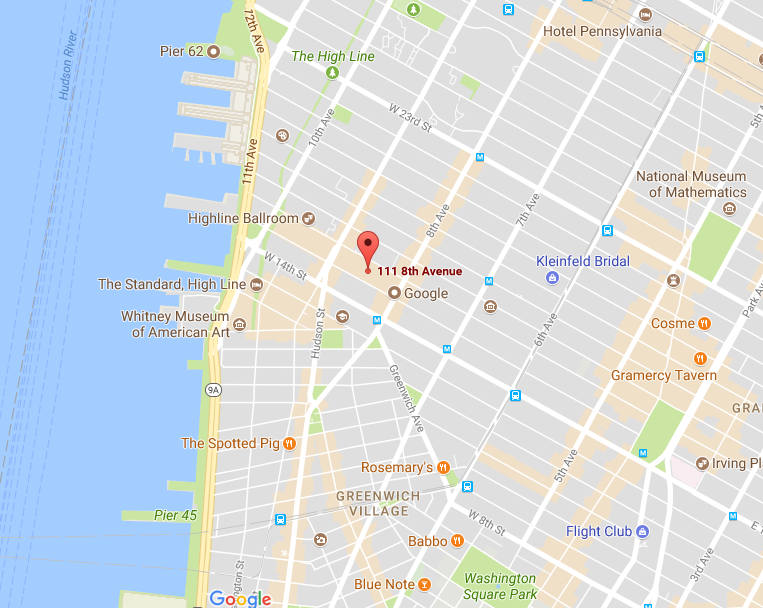 12th Ave
Hotel Pennsylvania
Pier 62
The High Line
Hudson River
5th
W 23rd St
10th Ave
11th Ave
National Museum
of Mathematics
Highline Ballroom
8th Ave
7th Ave
W 14th St
111 8th Avenue
Kleinfeld Bridal
The Standard, High Line
Google
Park Av
Whitney Museum
of American Art
Hudson St
6th Ave
Cosme
Gramercy Tavern
9A
Greenwich Ave
GRA
The Spotted Pig
Rosemary's
5th Ave
Irving Pl
GREENWICH
VILLAGE
Pier 45
W 8th St
E
Flight Club
Babbo
3rd Ave
Blue Note
Washington
Square Park
ington St
Google